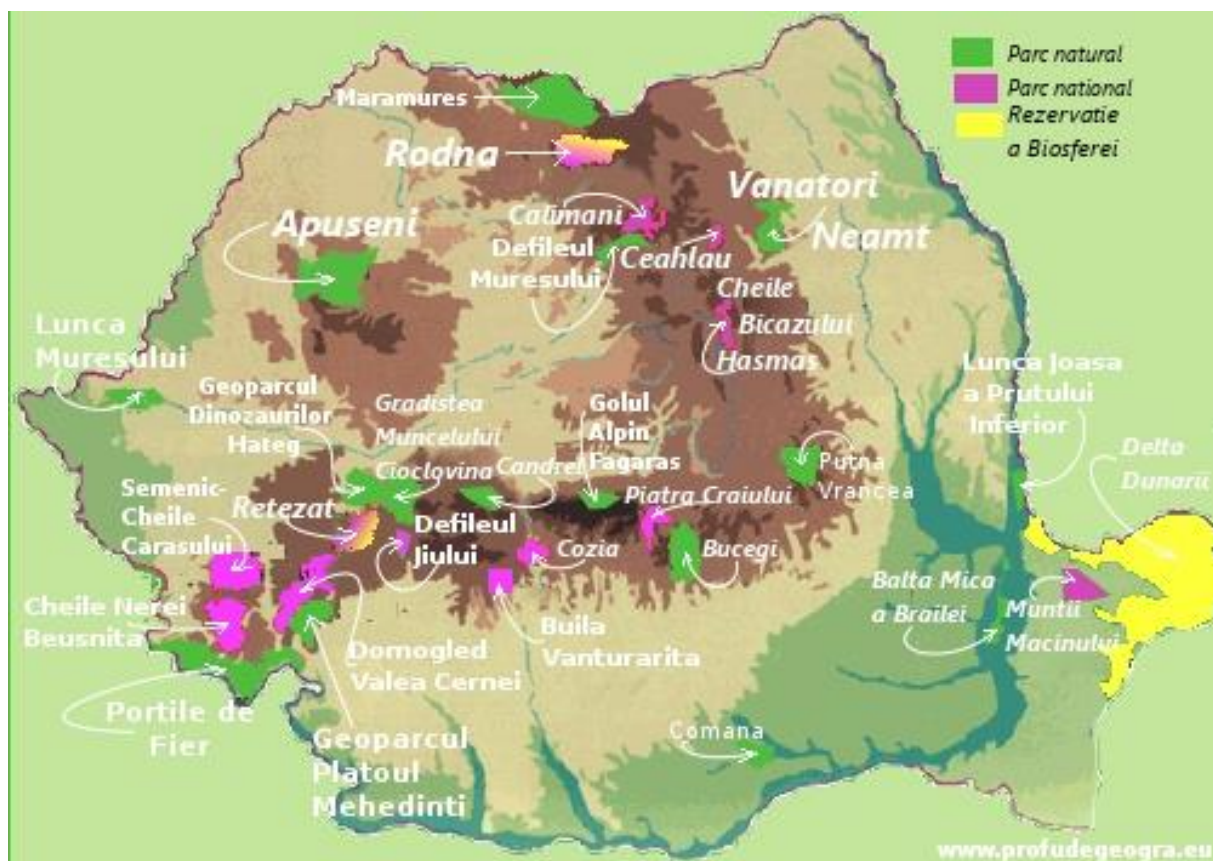 Parc natural
Parc national
Rezervatie
a Biosferei
Maramures
Rodna
Vanatori
Neamt
Apuseni
Calimani
Defileul
Muresului
Ceahlau
Cheile
Bicazului
Hasmas
Lunca
Muresului
Lunca Joasa
a Prutului
Inferior
Geoparcul
Dinozaurilor
Hateg
Gradistea
Muncelului
Cioclovina
Candrel
Golul
Alpin
Fagaras
Putna
Vrancea
Delta
Dunarii
Semenic-
Cheile
Carasului
Retezat
Defileul
Jiului
Piatra Craiului
Cozia
Bucegi
Balta Mica
a Brailei
Muntii
Macinului
Cheile Nerei
Beusnita
Buila
Vanturarita
Domogled
Valea Cernei
Portile de
Fier
Geoparcul
Platoul
Mehedinti
Comana
www.profudegeogra.eu